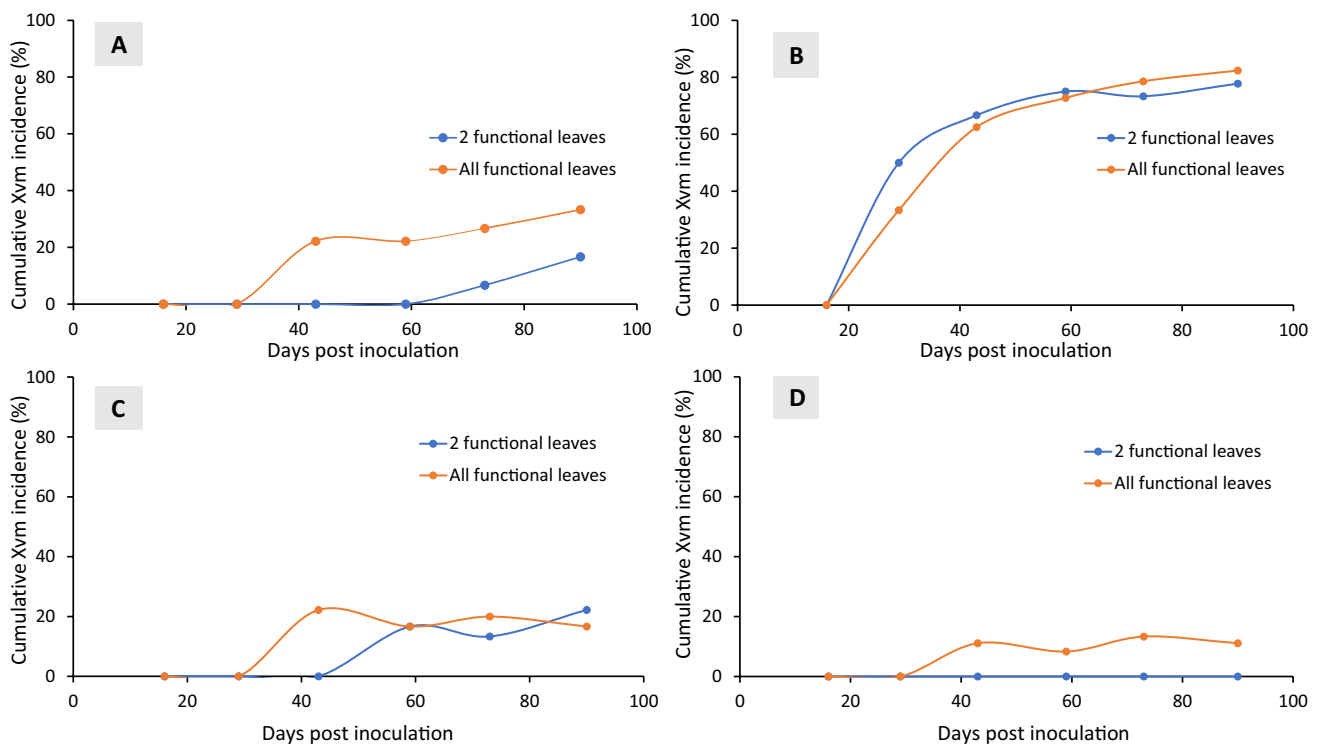 A
Cumulative Xvm incidence (%)
100
80
60
40
20
0
0 20 40 60 80 100
Days post inoculation
2 functional leaves
All functional leaves
B
Cumulative Xvm incidence (%)
100
80
60
40
20
0
0 20 40 60 80 100
Days post inoculation
2 functional leaves
All functional leaves
C
Cumulative Xvm incidence (%)
100
80
60
40
20
0
0 20 40 60 80 100
Days post inoculation
2 functional leaves
All functional leaves
D
Cumulative Xvm incidence (%)
100
80
60
40
20
0
0 20 40 60 80 100
Days post inoculation
2 functional leaves
All functional leaves